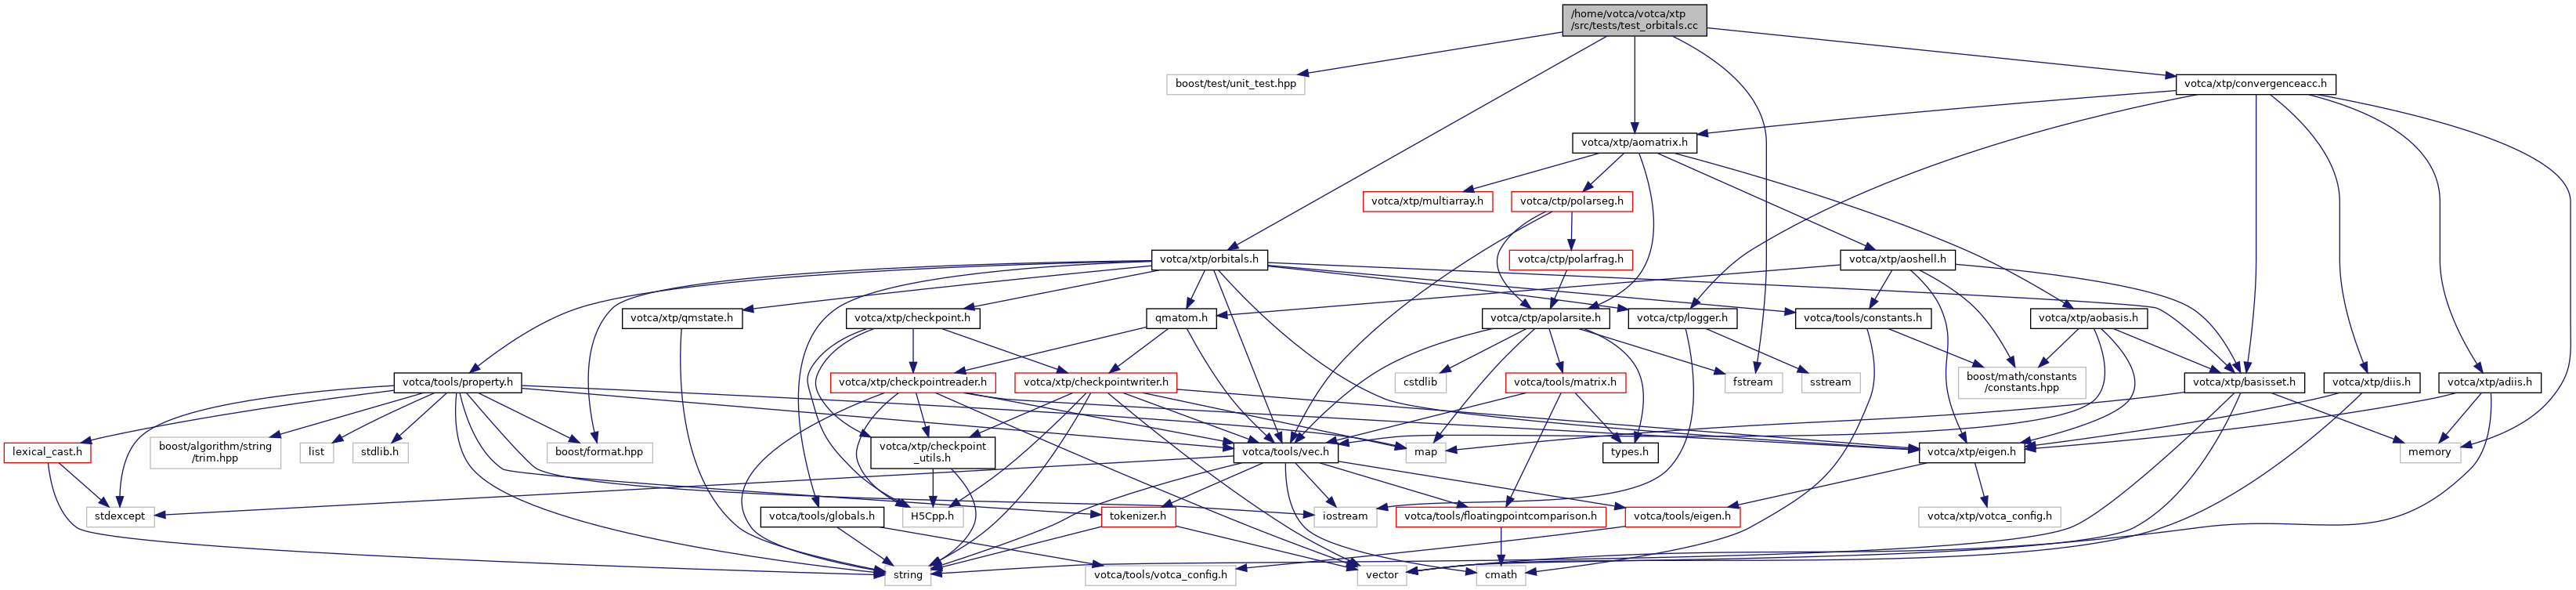 /home/votca/votca/xtp
/src/tests/test_orbitals.cc
boost/test/unit_test.hpp
votca/xtp/convergenceacc.h
votca/xtp/aomatrix.h
votca/xtp/multiarray.h
votca/ctp/polarseg.h
votca/xtp/orbitals.h
votca/ctp/polarfrag.h
votca/xtp/aoshell.h
votca/xtp/qmstate.h
votca/xtp/checkpoint.h
qmatom.h
votca/ctp/apolarsite.h
votca/ctp/logger.h
votca/tools/constants.h
votca/xtp/aobasis.h
votca/tools/property.h
votca/xtp/checkpointreader.h
votca/xtp/checkpointwriter.h
cstdlib
votca/tools/matrix.h
fstream
sstream
boost/math/constants
/constants.hpp
votca/xtp/basisset.h
votca/xtp/diis.h
votca/xtp/adiis.h
lexical_cast.h
boost/algorithm/string
/trim.hpp
list
stdlib.h
boost/format.hpp
votca/xtp/checkpoint
_utils.h
votca/tools/vec.h
map
types.h
votca/xtp/eigen.h
memory
stdexcept
votca/tools/globals.h
H5Cpp.h
tokenizer.h
iostream
votca/tools/floatingpointcomparison.h
votca/tools/eigen.h
votca/xtp/votca_config.h
string
votca/tools/votca_config.h
vector
cmath